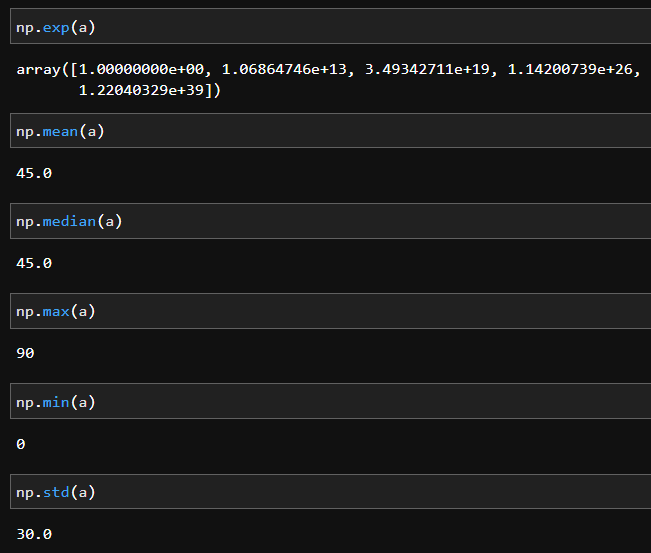 np.exp(a)
array([1.00000000e+00, 1.06864746e+13, 3.49342711e+19, 1.14200739e+26,
1.22040329e+39])
np.mean(a)
45.0
np.median(a)
45.0
np.max(a)
90
np.min(a)
0
np.std(a)
30.0